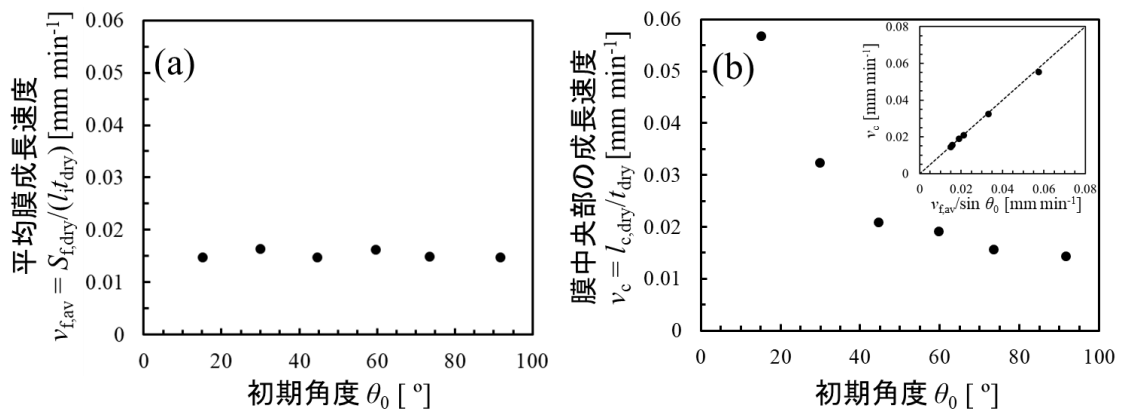 (a)
平均膜成長速度
v_f,av = S_f,dry/(l_i t_dry) [mm min⁻¹]
0.06
0.05
0.04
0.03
0.02
0.01
0
0 20 40 60 80 100
初期角度 θ₀ [ º]
(b)
膜中央部の成長速度
v_c = l_c,dry/t_dry [mm min⁻¹]
0.06
0.05
0.04
0.03
0.02
0.01
0
0 20 40 60 80 100
初期角度 θ₀ [ º]
v_c [mm min⁻¹]
0.08
0.06
0.04
0.02
0
0 0.02 0.04 0.06 0.08
v_f,av/sin θ₀ [mm min⁻¹]